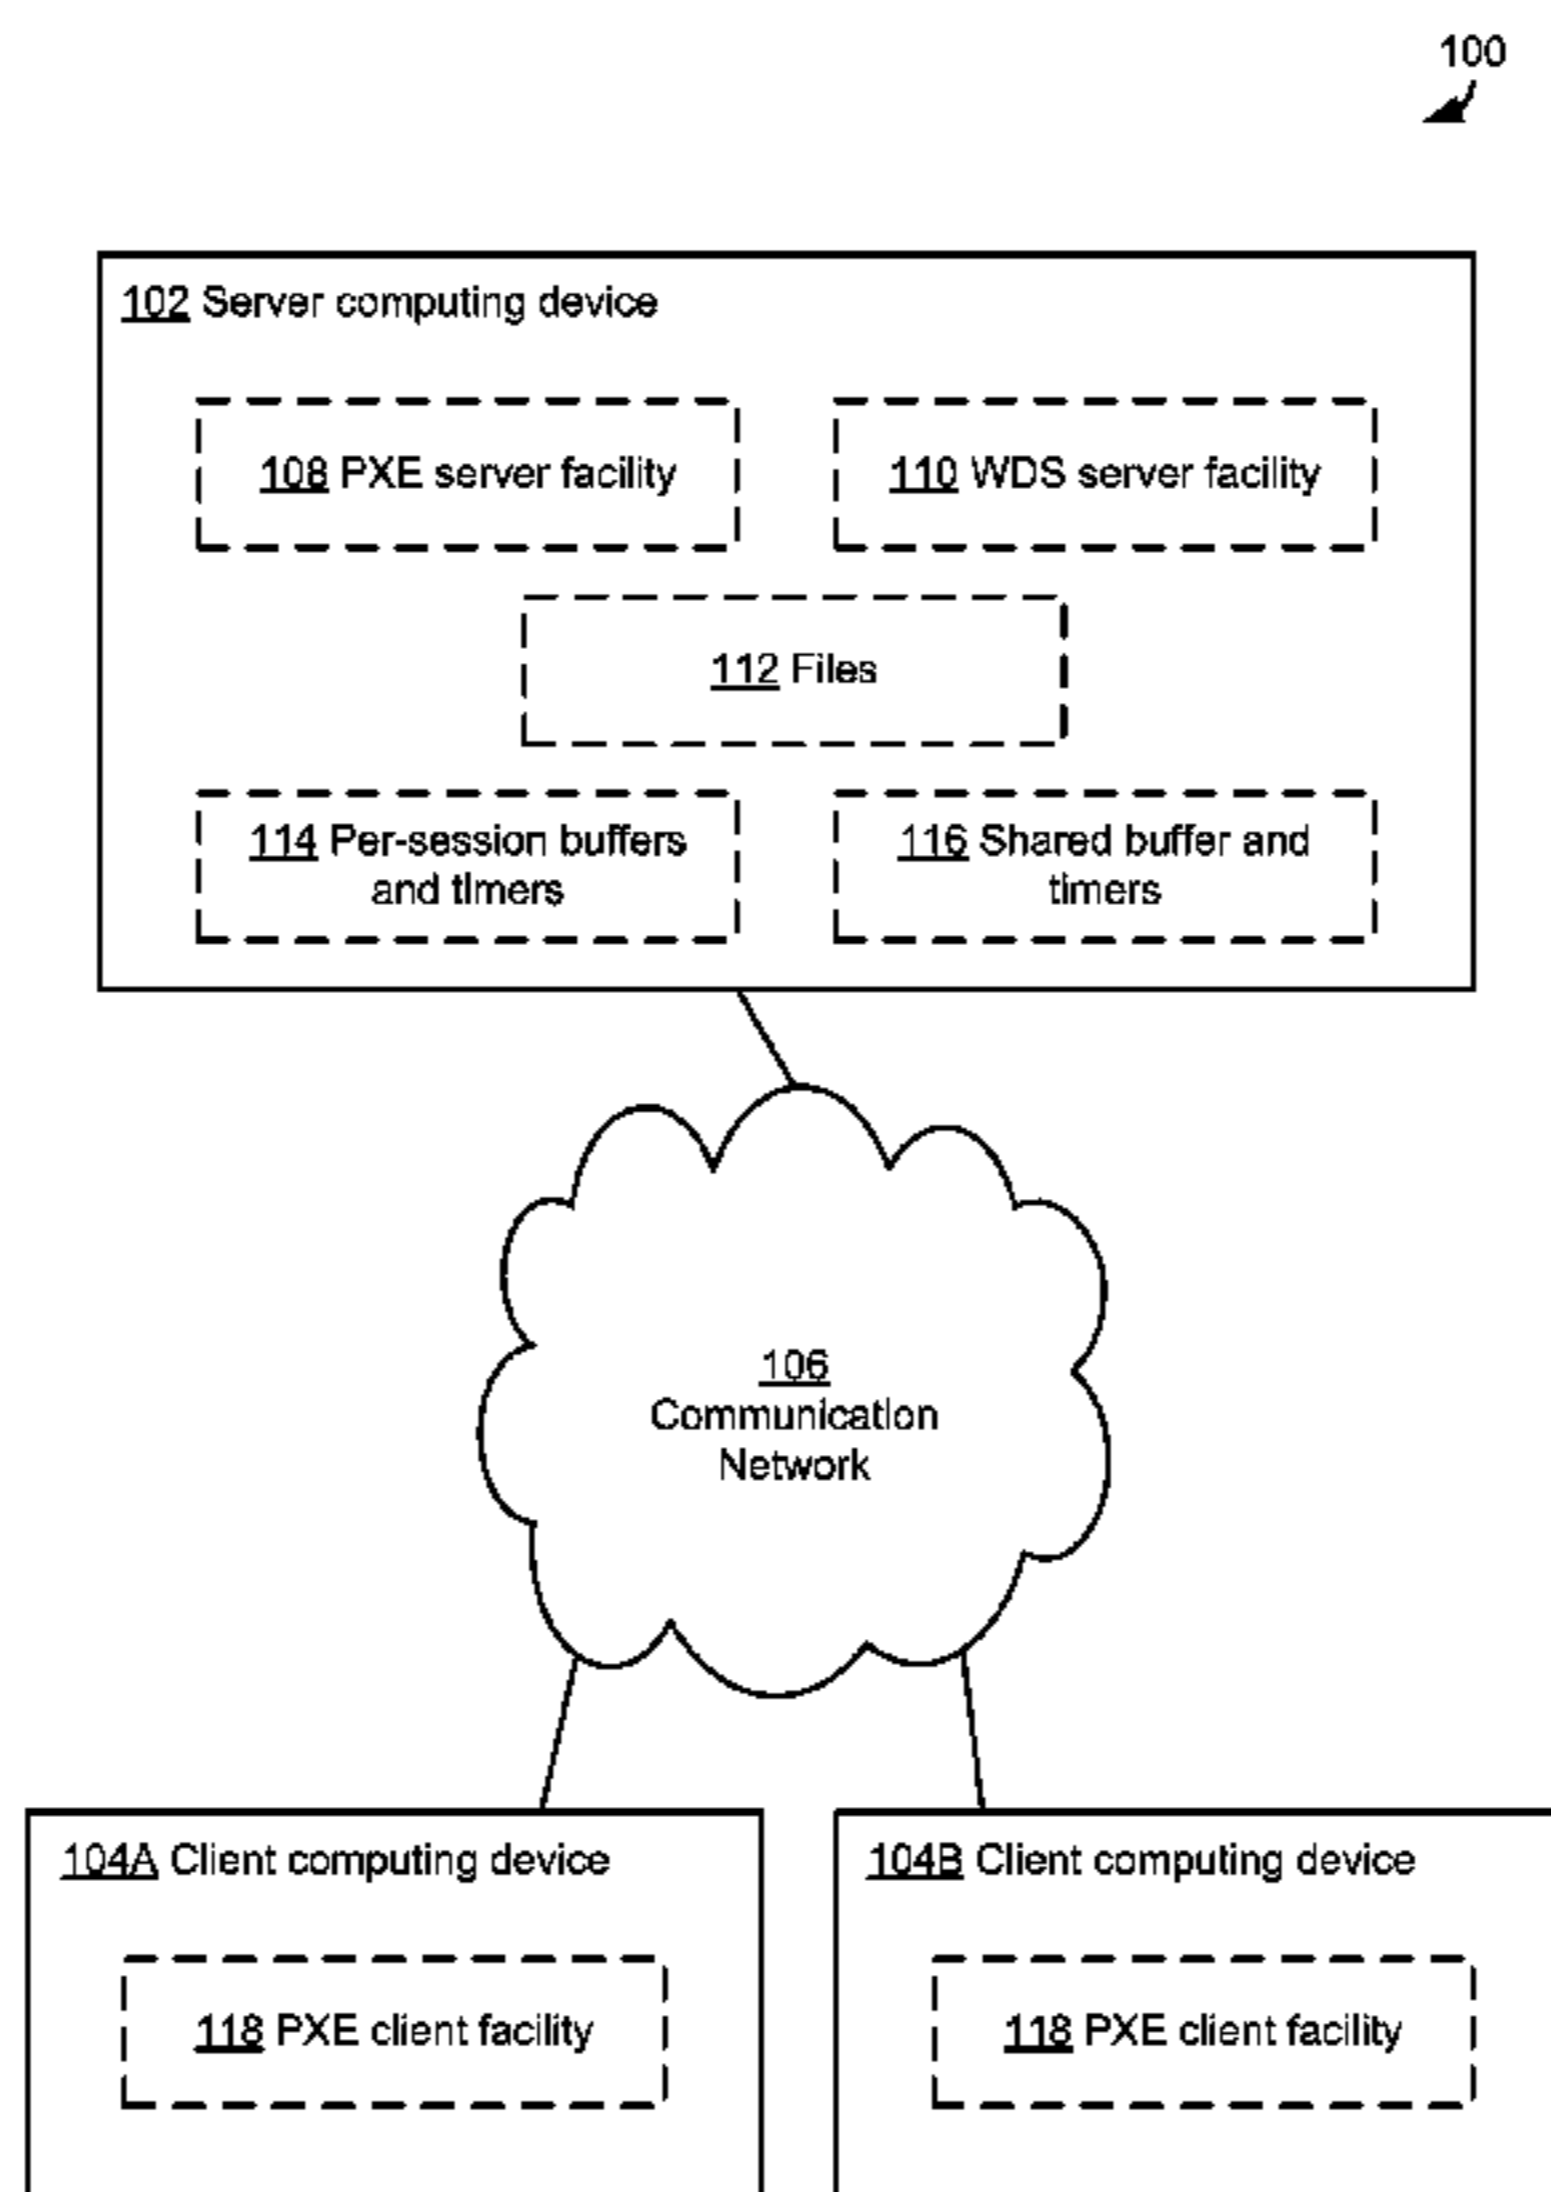 100
102 Server computing device
108 PXE server facility
110 WDS server facility
112 Files
114 Per-session buffers
and timers
116 Shared buffer and
timers
106
Communication
Network
104A Client computing device
104B Client computing device
118 PXE client facility
118 PXE client facility